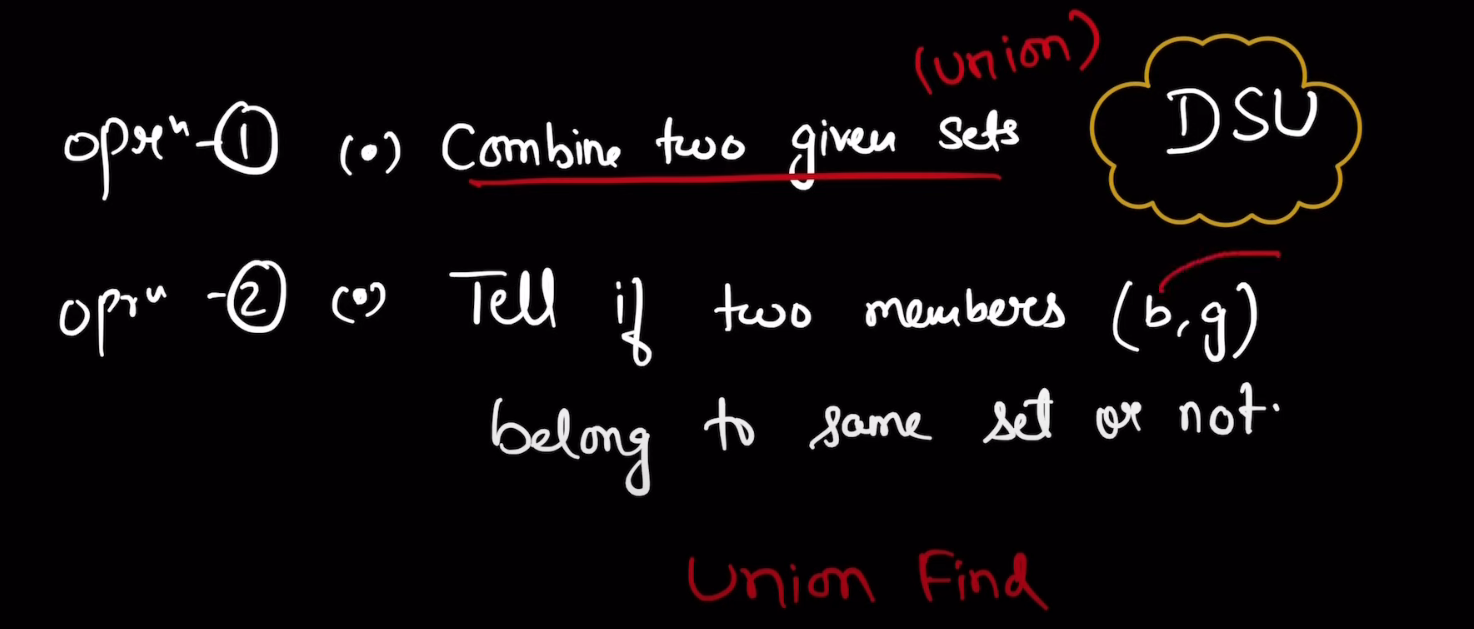 (Union)
DSU
oprn-① (•) Combine two given sets
oprn-② (•) Tell if two members (b,g)
belong to same set or not.
Union Find